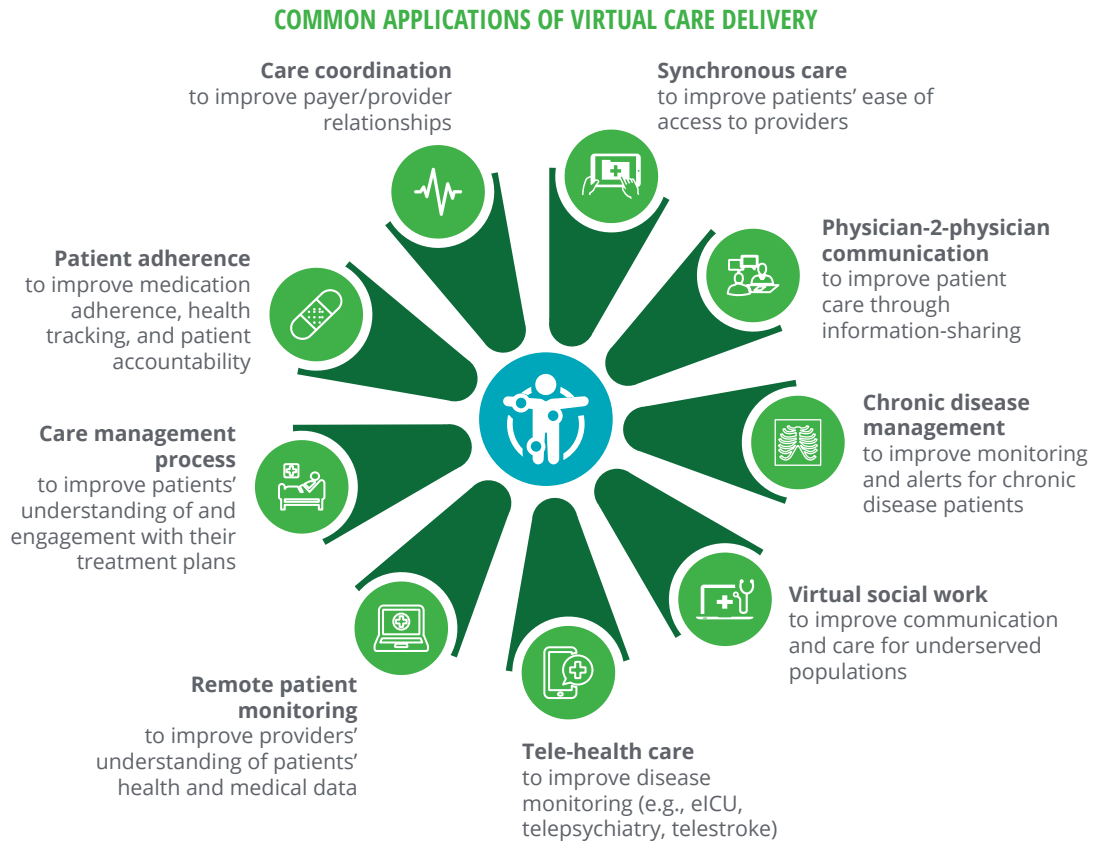 COMMON APPLICATIONS OF VIRTUAL CARE DELIVERY
Care coordination
to improve payer/provider
relationships
Synchronous care
to improve patients’ ease of
access to providers
Physician-2-physician
communication
to improve patient
care through
information-sharing
Patient adherence
to improve medication
adherence, health
tracking, and patient
accountability
Chronic disease
management
to improve monitoring
and alerts for chronic
disease patients
Care management
process
to improve patients’
understanding of and
engagement with their
treatment plans
Virtual social work
to improve communication
and care for underserved
populations
Remote patient
monitoring
to improve providers’
understanding of patients’
health and medical data
Tele-health care
to improve disease
monitoring (e.g., eICU,
telepsychiatry, telestroke)